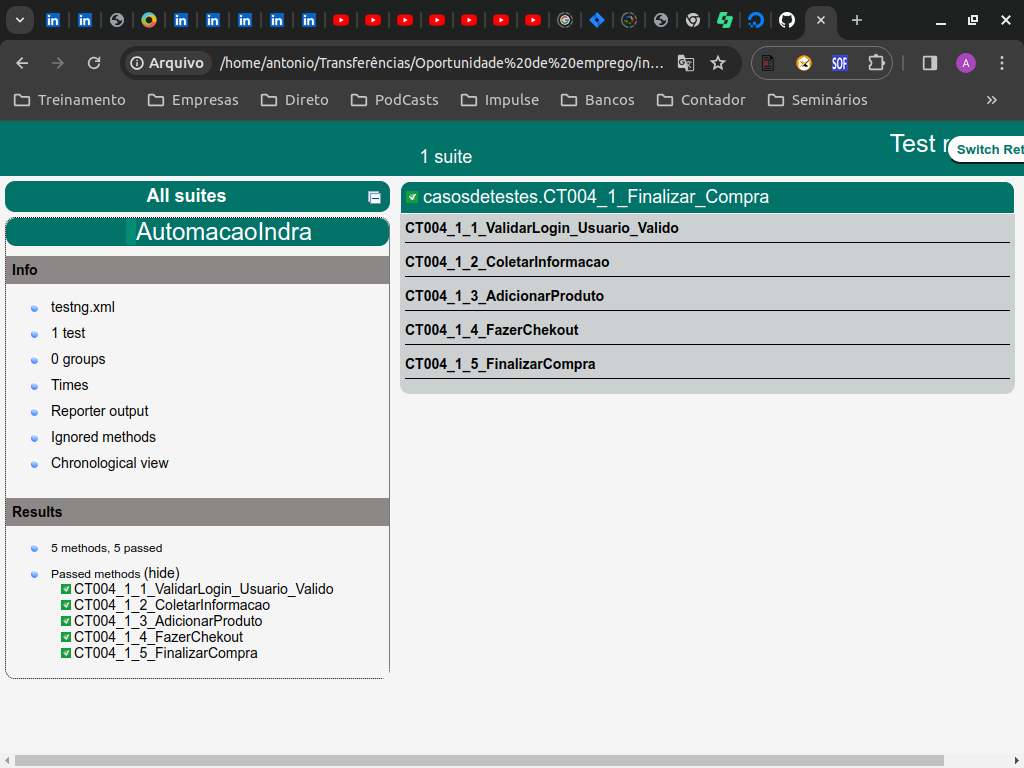 Arquivo /home/antonio/Transferências/Oportunidade%20de%20emprego/in...
SOF
A
Treinamento Empresas Direto PodCasts Impulse Bancos Contador Seminários
Test
Switch Ret
1 suite
All suites
AutomacaoIndra
Info
testng.xml
1 test
0 groups
Times
Reporter output
Ignored methods
Chronological view
Results
5 methods, 5 passed
Passed methods (hide)
CT004_1_1_ValidarLogin_Usuario_Valido
CT004_1_2_ColetarInformacao
CT004_1_3_AdicionarProduto
CT004_1_4_FazerChekout
CT004_1_5_FinalizarCompra
casosdetestes.CT004_1_Finalizar_Compra
CT004_1_1_ValidarLogin_Usuario_Valido
CT004_1_2_ColetarInformacao
CT004_1_3_AdicionarProduto
CT004_1_4_FazerChekout
CT004_1_5_FinalizarCompra